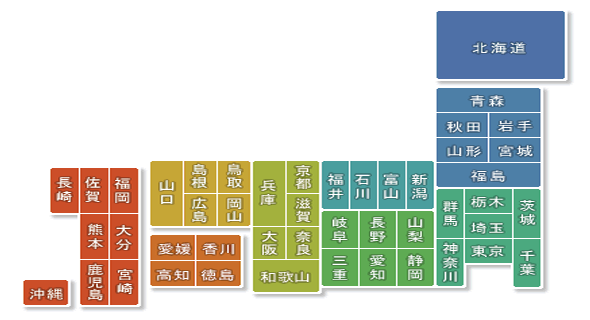 北海道
青森
秋田
岩手
山形
宮城
福島
群馬
栃木
茨城
埼玉
神奈川
東京
千葉
福井
石川
富山
新潟
岐阜
長野
山梨
三重
愛知
静岡
兵庫
京都
滋賀
大阪
奈良
和歌山
山口
島根
鳥取
広島
岡山
愛媛
香川
高知
徳島
長崎
佐賀
福岡
熊本
大分
鹿児島
宮崎
沖縄